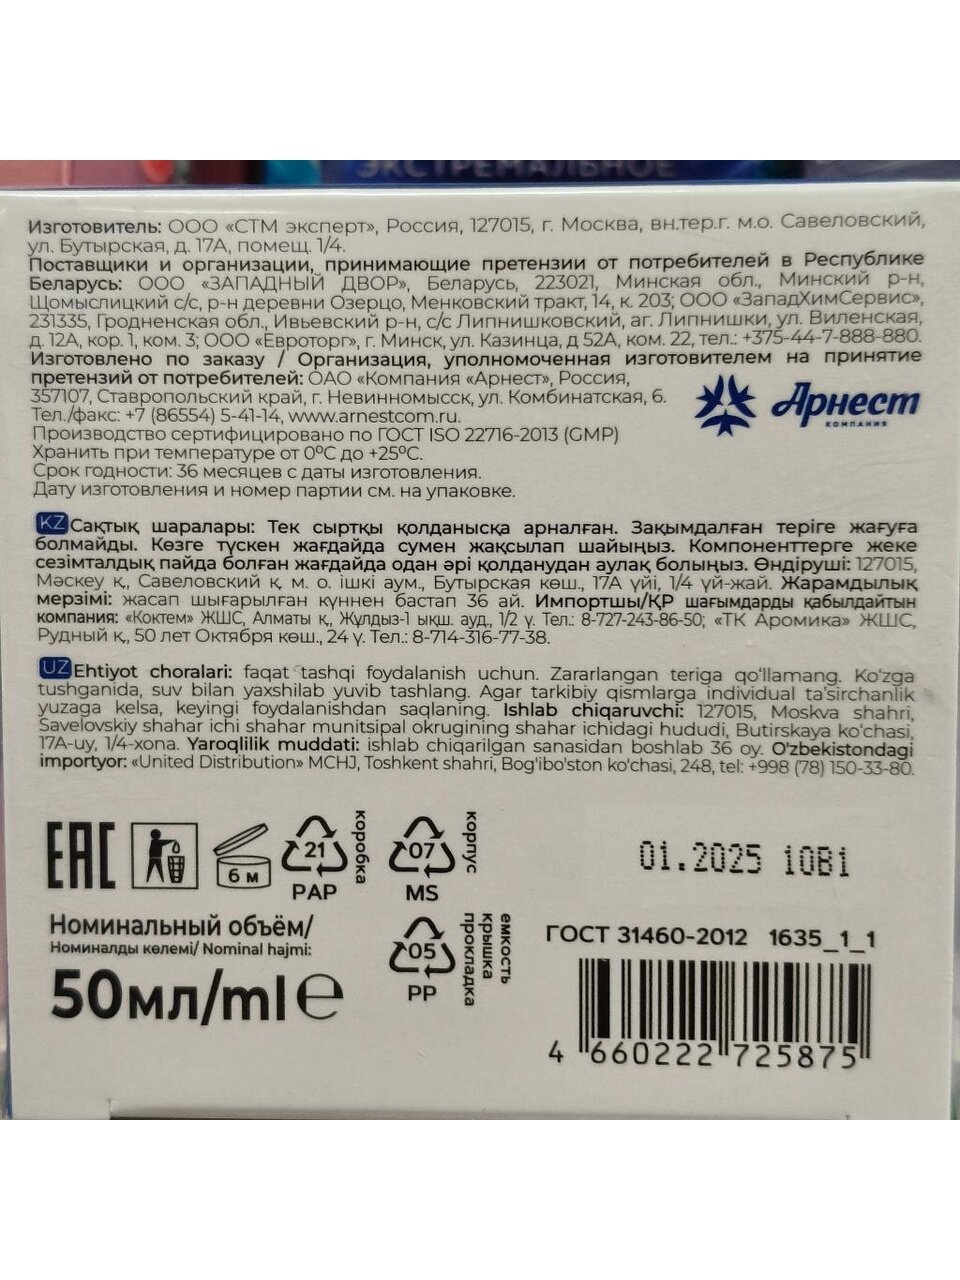 ЭКСТРЕМАЛЬНОЕ
Изготовитель: ООО «СТМ эксперт», Россия, 127015, г. Москва, вн.тер.г. м.о. Савеловский,
ул. Бутырская, д. 17А, помещ. 1/4.
Поставщики и организации, принимающие претензии от потребителей в Республике
Беларусь: ООО «ЗАПАДНЫЙ ДВОР», Беларусь, 223021, Минская обл., Минский р-н,
Щомыслицкий с/с, р-н деревни Озерцо, Менковский тракт, 14, к. 203; ООО «ЗападХимСервис»,
231335, Гродненская обл., Ивьевский р-н, с/с Липнишковский, аг. Липнишки, ул. Виленская,
д. 12А, кор. 1, ком. 3; ООО «Евроторг», г. Минск, ул. Казинца, д 52А, ком. 22, тел.: +375-44-7-888-880.
Изготовлено по заказу / Организация, уполномоченная изготовителем на принятие
претензий от потребителей: ОАО «Компания «Арнест», Россия,
357107, Ставропольский край, г. Невинномысск, ул. Комбинатская, 6.
Тел./факс: +7 (86554) 5-41-14, www.arnestcom.ru.
Арнест
КОМПАНИЯ
Производство сертифицировано по ГОСТ ISO 22716-2013 (GMP)
Хранить при температуре от 0°С до +25°С.
Срок годности: 36 месяцев с даты изготовления.
Дату изготовления и номер партии см. на упаковке.
KZ Сақтық шаралары: Тек сыртқы қолданысқа арналған. Зақымдалған теріге жағуға
болмайды. Көзге түскен жағдайда сумен жақсылап шайыңыз. Компоненттерге жеке
сезімталдық пайда болған жағдайда одан әрі қолданудан аулақ болыңыз. Өндіруші: 127015,
Мәскеу қ., Савеловский қ. м. о. ішкі аум., Бутырская көш., 17А үйі, 1/4 үй-жай. Жарамдылық
мерзімі: жасап шығарылған күннен бастап 36 ай. Импортшы/ҚР шағымдарды қабылдайтын
компания: «Коктем» ЖШС, Алматы қ., Жұлдыз-1 ықш. ауд., 1/2 ү. Тел.: 8-727-243-86-50; «ТК Аромика» ЖШС,
Рудный қ., 50 лет Октября көш., 24 ү. Тел.: 8-714-316-77-38.
UZ Ehtiyot choralari: faqat tashqi foydalanish uchun. Zararlangan teriga qo'llamang. Ko'zga
tushganida, suv bilan yaxshilab yuvib tashlang. Agar tarkibiy qismlarga individual ta'sirchanlik
yuzaga kelsa, keyingi foydalanishdan saqlaning. Ishlab chiqaruvchi: 127015, Moskva shahri,
Savelovskiy shahar ichi shahar munitsipal okrugining shahar ichidagi hududi, Butirskaya ko'chasi,
17A-uy, 1/4-xona. Yaroqlilik muddati: ishlab chiqarilgan sanasidan boshlab 36 oy. O'zbekistondagi
importyor: «United Distribution» MCHJ, Toshkent shahri, Bog'ibo'ston ko'chasi, 248, tel: +998 (78) 150-33-80.
EAC
6 м
21
PAP
коробка
07
MS
корпус
01.2025 10В1
Номинальный объём/
Номиналды көлемі/ Nominal hajmi:
50мл/ml e
05
PP
емкость
крышка
прокладка
ГОСТ 31460-2012 1635_1_1
4 660222 725875